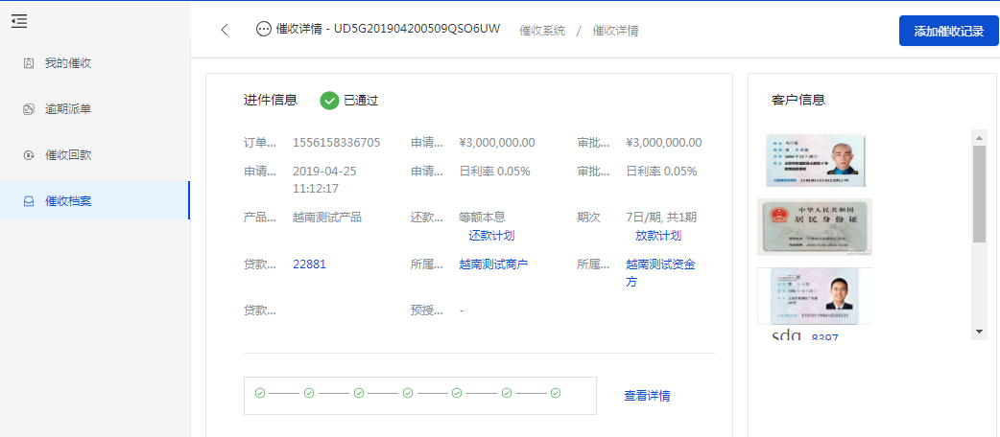 催收详情 - UD5G201904200509QSO6UW
催收系统 / 催收详情
添加催收记录
我的催收
逾期派单
催收回款
催收档案
进件信息
已通过
订单... 1556158336705 申请... ¥3,000,000.00 审批... ¥3,000,000.00
申请... 2019-04-25 申请... 日利率 0.05% 审批... 日利率 0.05%
11:12:17
产品... 越南测试产品 还款... 等额本息 期次 7日/期, 共1期
还款计划 放款计划
贷款... 22881 所属... 越南测试商户 所属... 越南测试资金
方
贷款... 预授... -
查看详情
客户信息
中华人民共和国
居民身份证
sdg 8397